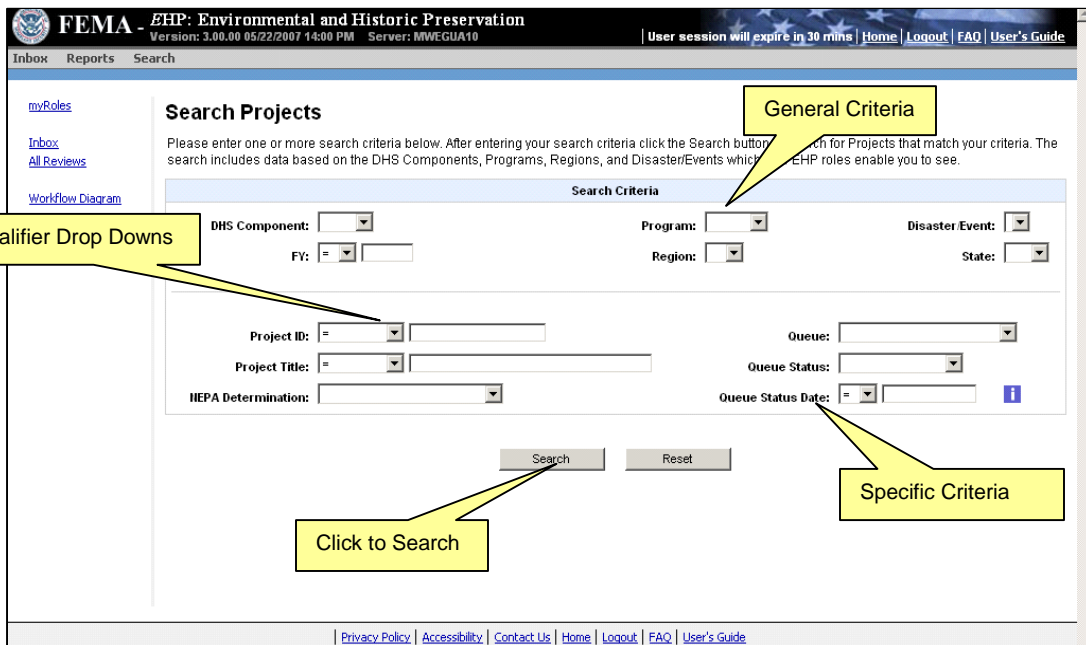 FEMA - EHP: Environmental and Historic Preservation
Version: 3.00.00 05/22/2007 14:00 PM Server: MWEGUA10
User session will expire in 30 mins | Home | Logout | FAQ | User's Guide
Inbox Reports Search
myRoles
Inbox
All Reviews
Workflow Diagram
Search Projects
General Criteria
Please enter one or more search criteria below. After entering your search criteria click the Search button for Projects that match your criteria. The
search includes data based on the DHS Components, Programs, Regions, and Disaster/Events which EHP roles enable you to see.
Search Criteria
DHS Component: Program: Disaster/Event:
alifier Drop Downs
FY: = Region: State:
Project ID: = Queue:
Project Title: = Queue Status:
NEPA Determination: Queue Status Date: = i
Search Reset
Specific Criteria
Click to Search
| Privacy Policy | Accessibility | Contact Us | Home | Logout | FAQ | User's Guide